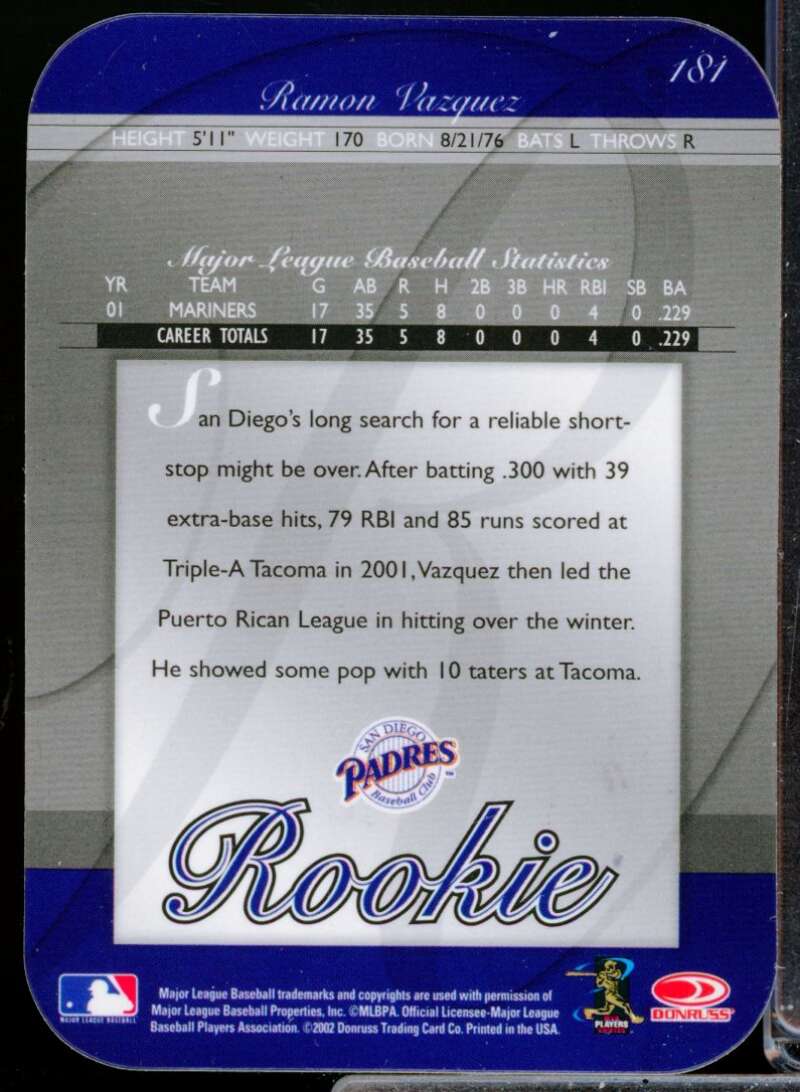 181
Ramon Vazquez
HEIGHT 5'11" WEIGHT 170 BORN 8/21/76 BATS L THROWS R
Major League Baseball Statistics
YR TEAM G AB R H 2B 3B HR RBI SB BA
01 MARINERS 17 35 5 8 0 0 0 4 0 .229
CAREER TOTALS 17 35 5 8 0 0 0 4 0 .229
San Diego's long search for a reliable short-
stop might be over. After batting .300 with 39
extra-base hits, 79 RBI and 85 runs scored at
Triple-A Tacoma in 2001, Vazquez then led the
Puerto Rican League in hitting over the winter.
He showed some pop with 10 taters at Tacoma.
SAN DIEGO
PADRES
Baseball Club
Rookie
MAJOR LEAGUE BASEBALL
Major League Baseball trademarks and copyrights are used with permission of
Major League Baseball Properties, Inc. ©MLBPA. Official Licensee-Major League
Baseball Players Association. ©2002 Donruss Trading Card Co. Printed in the USA.
PLAYERS
DONRUSS